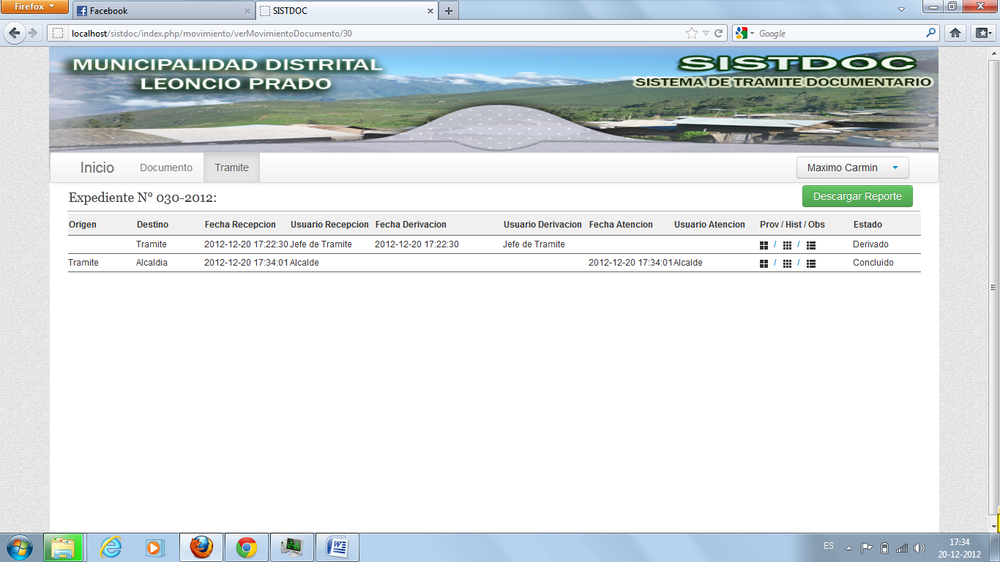 Firefox
Facebook
SISTDOC
localhost/sistdoc/index.php/movimiento/verMovimientoDocumento/30
Google
MUNICIPALIDAD DISTRITAL
LEONCIO PRADO
SISTDOC
SISTEMA DE TRAMITE DOCUMENTARIO
Inicio Documento Tramite Maximo Carmin
Expediente N° 030-2012: Descargar Reporte
Origen Destino Fecha Recepcion Usuario Recepcion Fecha Derivacion Usuario Derivacion Fecha Atencion Usuario Atencion Prov / Hist / Obs Estado
Tramite 2012-12-20 17:22:30 Jefe de Tramite 2012-12-20 17:22:30 Jefe de Tramite / / Derivado
Tramite Alcaldia 2012-12-20 17:34:01 Alcalde 2012-12-20 17:34:01 Alcalde / / Concluido
ES 17:34
20-12-2012